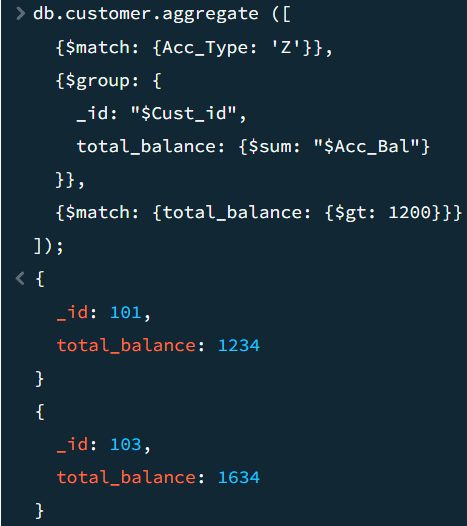 > db.customer.aggregate ([
{$match: {Acc_Type: 'Z'}},
{$group: {
_id: "$Cust_id",
total_balance: {$sum: "$Acc_Bal"}
}},
{$match: {total_balance: {$gt: 1200}}}
]);
< {
_id: 101,
total_balance: 1234
}
{
_id: 103,
total_balance: 1634
}